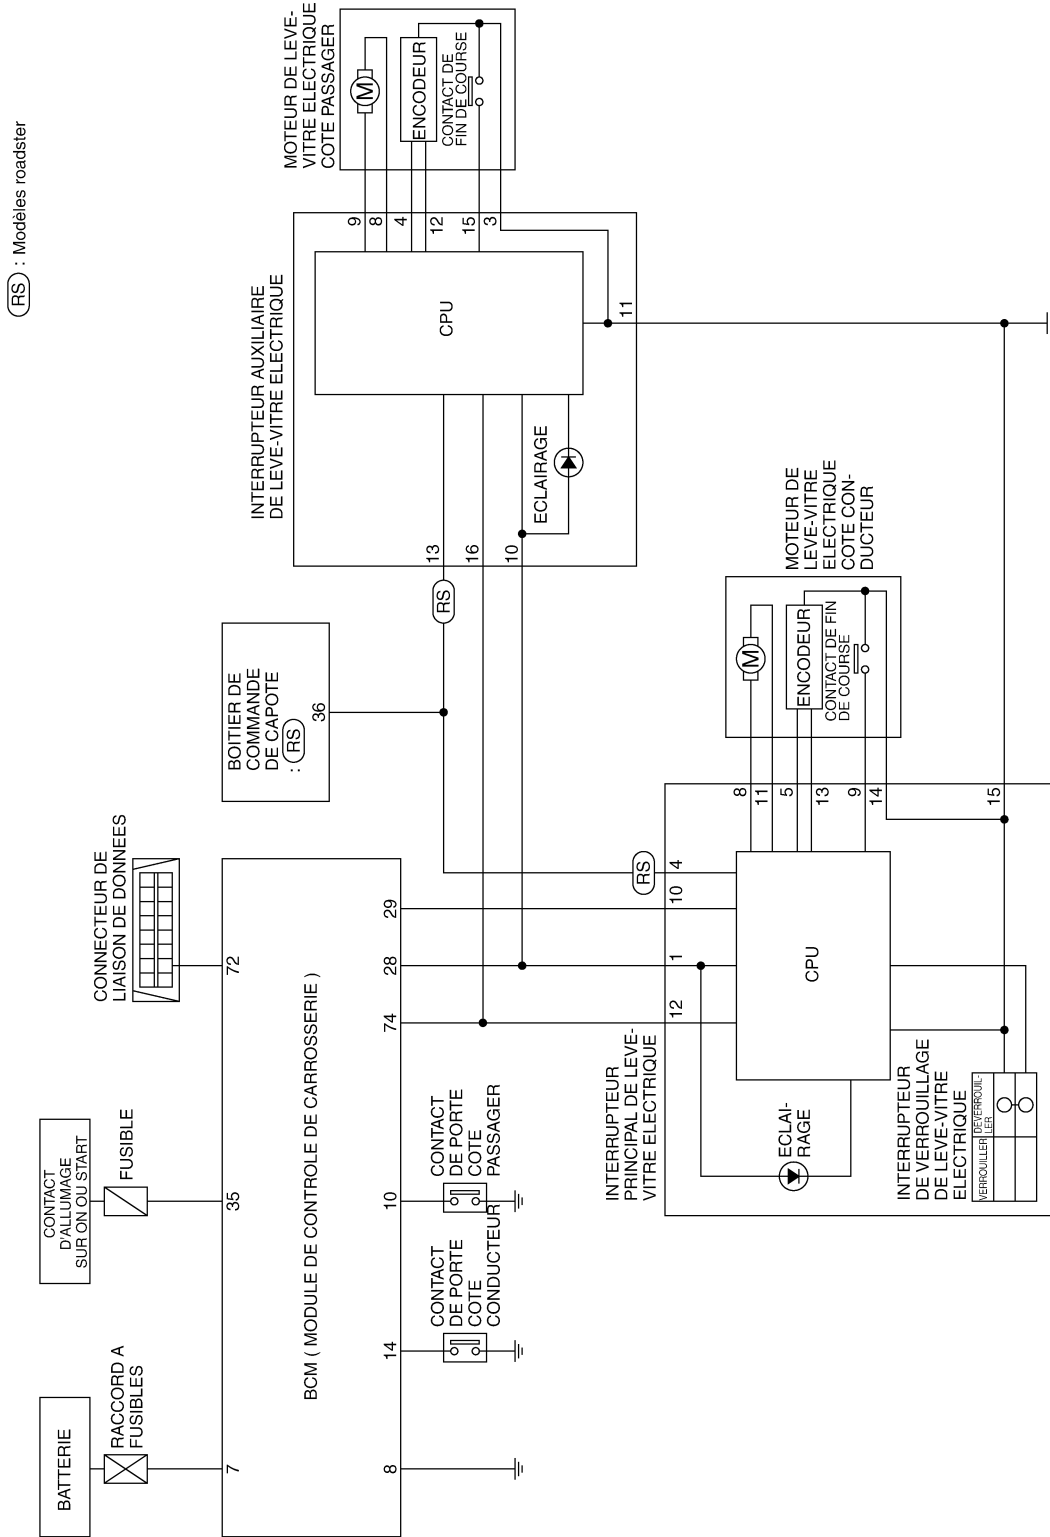 RS : Modèles roadster
BATTERIE
RACCORD A
FUSIBLES
CONTACT
D'ALLUMAGE
SUR ON OU START
FUSIBLE
CONNECTEUR DE
LIAISON DE DONNEES
7
35
72
BCM ( MODULE DE CONTROLE DE CARROSSERIE )
8
14
10
74
28
29
CONTACT
DE PORTE
COTE
CONDUCTEUR
CONTACT
DE PORTE
COTE
PASSAGER
BOITIER DE
COMMANDE
DE CAPOTE
: RS
36
RS
INTERRUPTEUR AUXILIAIRE
DE LEVE-VITRE ELECTRIQUE
13
16
10
ECLAIRAGE
CPU
9
8
4
12
15
3
11
MOTEUR DE LEVE-
VITRE ELECTRIQUE
COTE PASSAGER
M
ENCODEUR
CONTACT DE
FIN DE COURSE
INTERRUPTEUR
PRINCIPAL DE LEVE-
VITRE ELECTRIQUE
RS
12
1
10
4
ECLAI-
RAGE
CPU
8
11
5
13
9
14
15
INTERRUPTEUR
DE VERROUILLAGE
DE LEVE-VITRE
ELECTRIQUE
VERROUILLER
DEVERROUIL-
LER
MOTEUR DE
LEVE-VITRE
ELECTRIQUE
COTE CON-
DUCTEUR
M
ENCODEUR
CONTACT DE FIN
DE COURSE